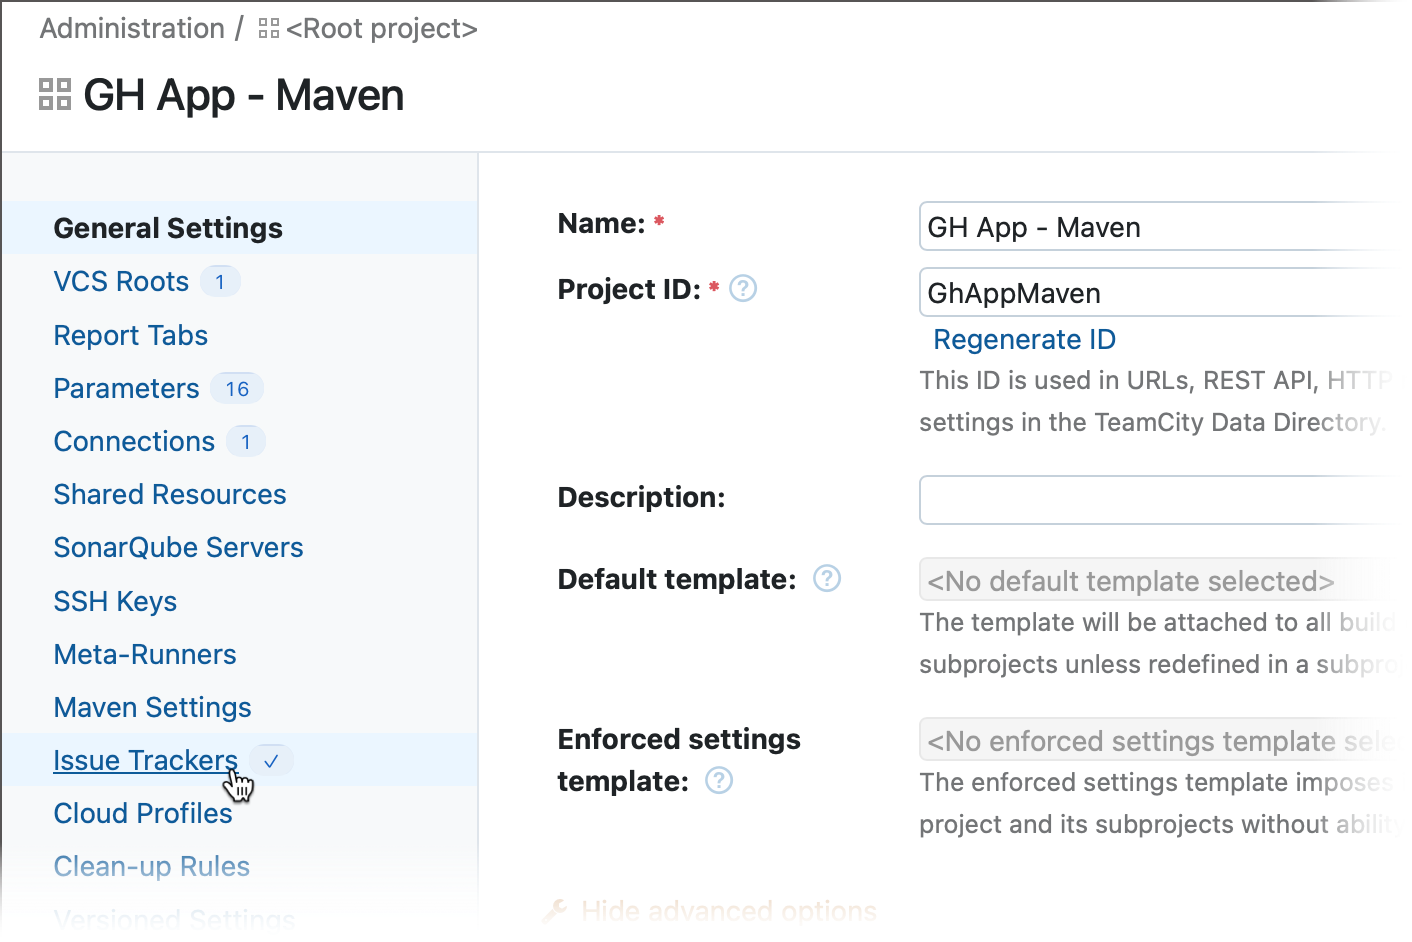 Administration / <Root project>
GH App - Maven
General Settings
VCS Roots 1
Report Tabs
Parameters 16
Connections 1
Shared Resources
SonarQube Servers
SSH Keys
Meta-Runners
Maven Settings
Issue Trackers ✓
Cloud Profiles
Clean-up Rules
Versioned Settings
Name: * GH App - Maven
Project ID: * ? GhAppMaven
Regenerate ID
This ID is used in URLs, REST API, HTTP
settings in the TeamCity Data Directory.
Description:
Default template: ? <No default template selected>
The template will be attached to all build
subprojects unless redefined in a subpro
Enforced settings
template: ?
<No enforced settings template sele
The enforced settings template imposes
project and its subprojects without ability
Hide advanced options